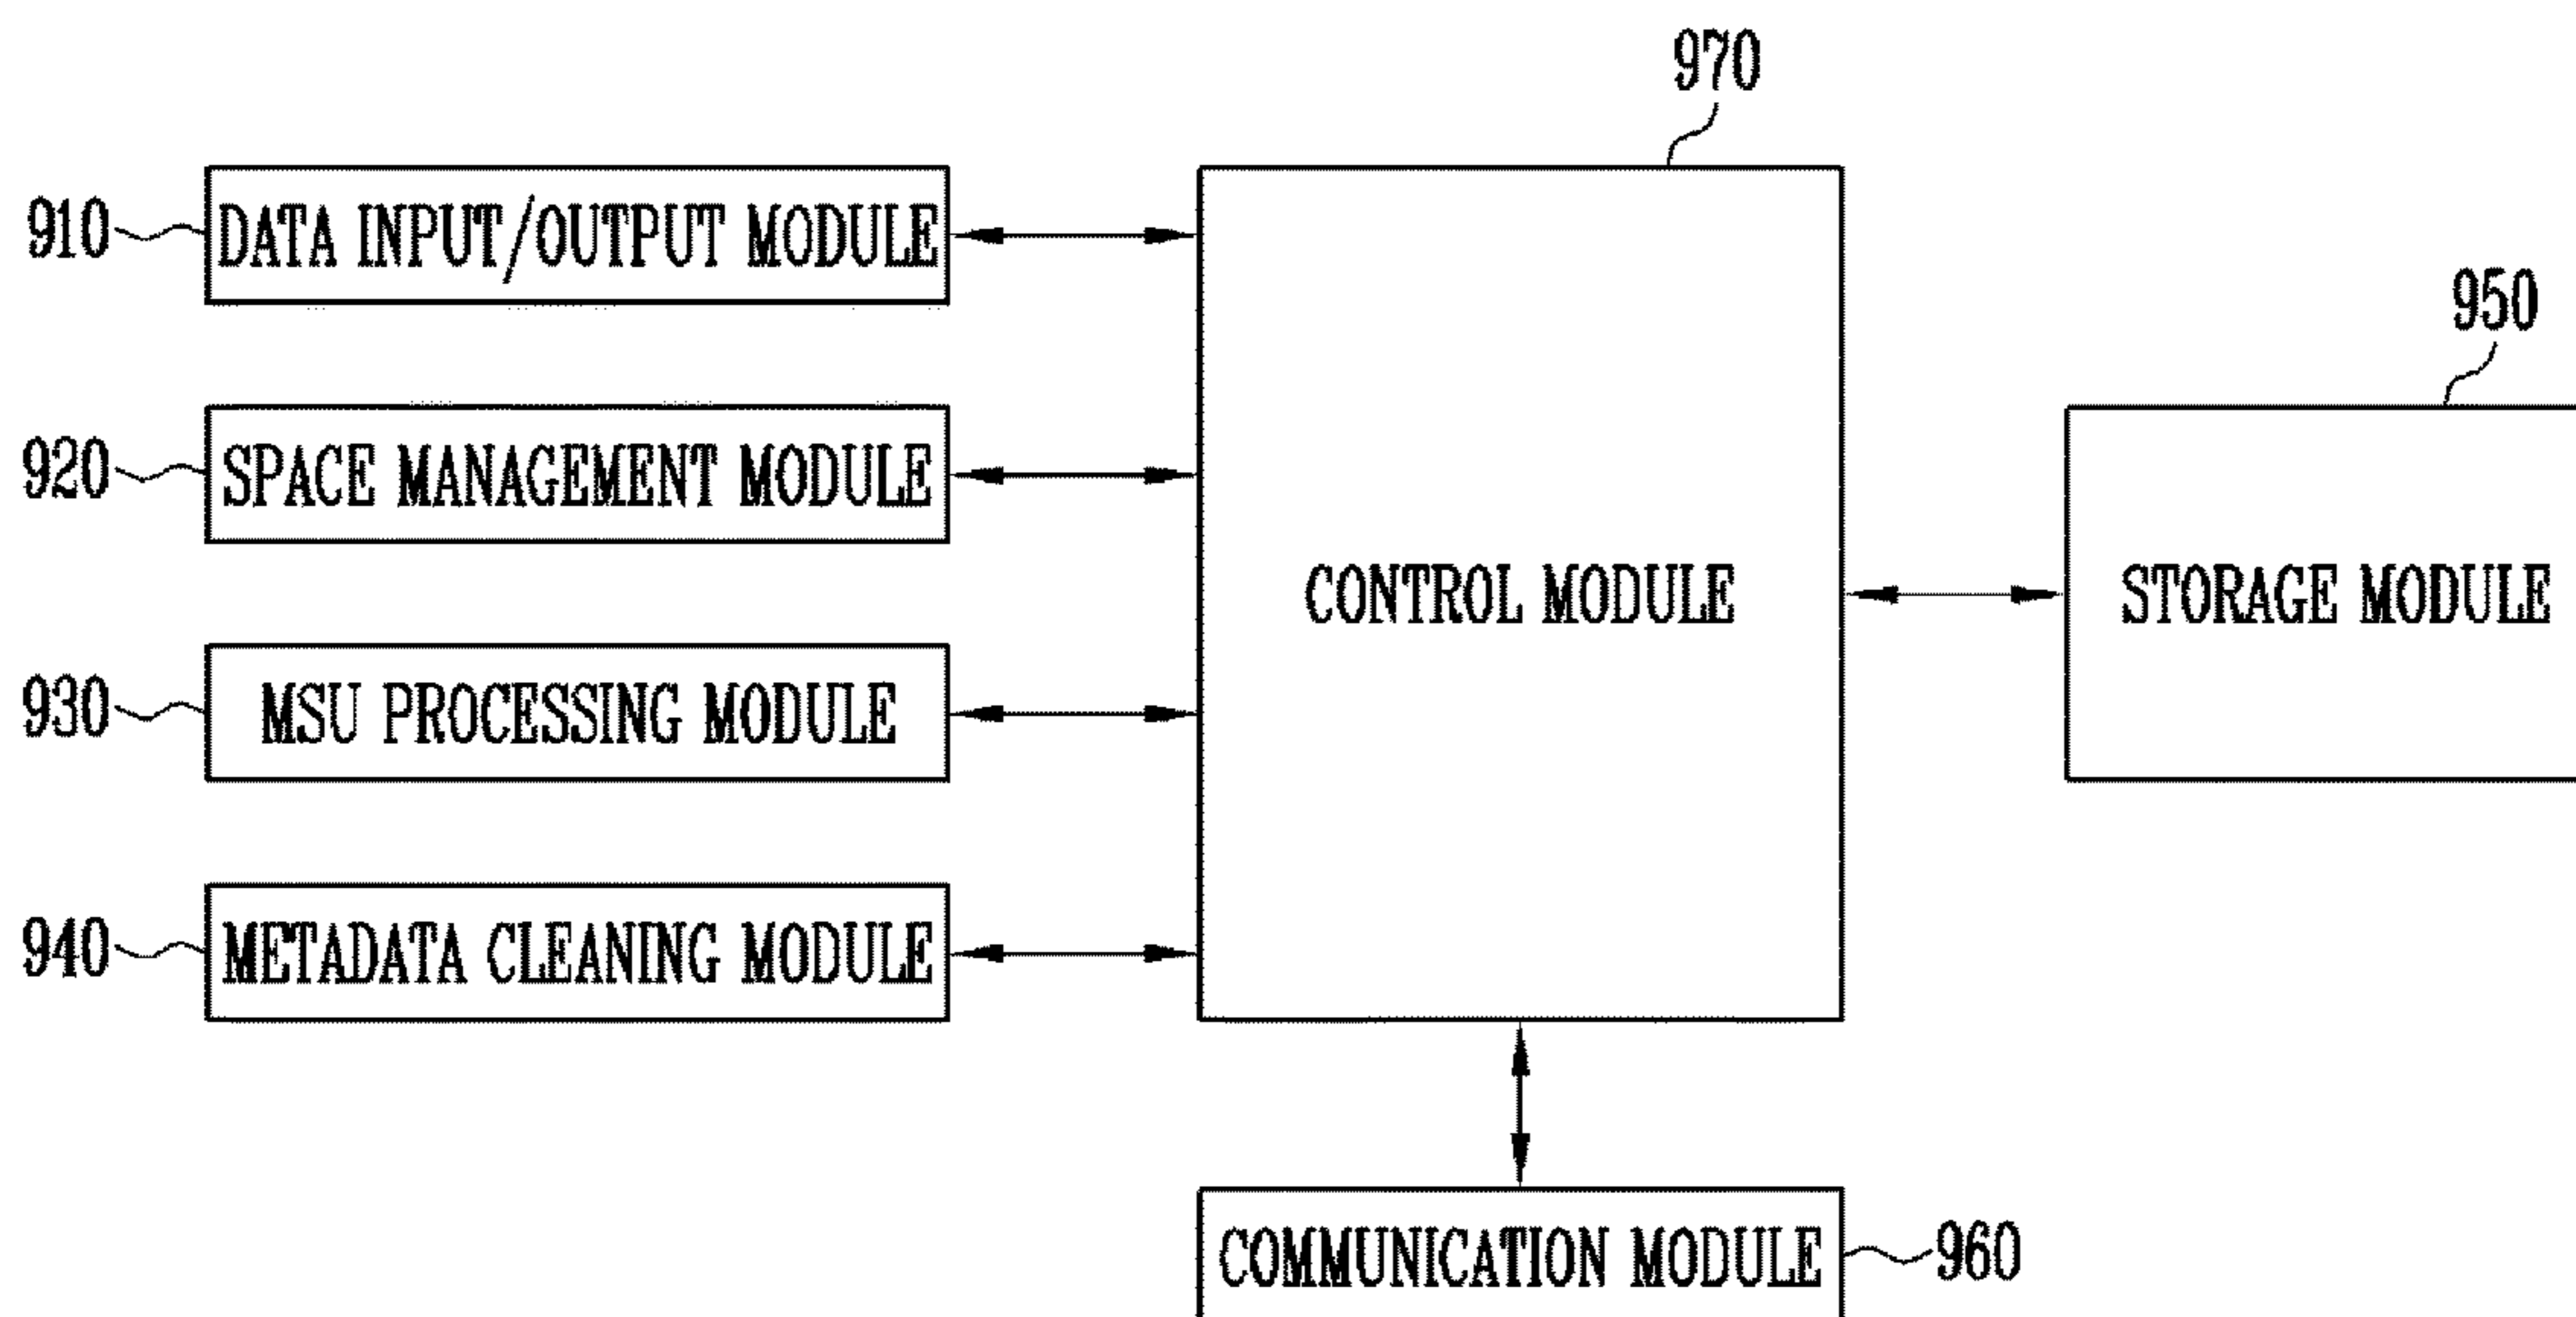 970
910
DATA INPUT/OUTPUT MODULE
950
920
SPACE MANAGEMENT MODULE
CONTROL MODULE
STORAGE MODULE
930
MSU PROCESSING MODULE
940
METADATA CLEANING MODULE
COMMUNICATION MODULE
960